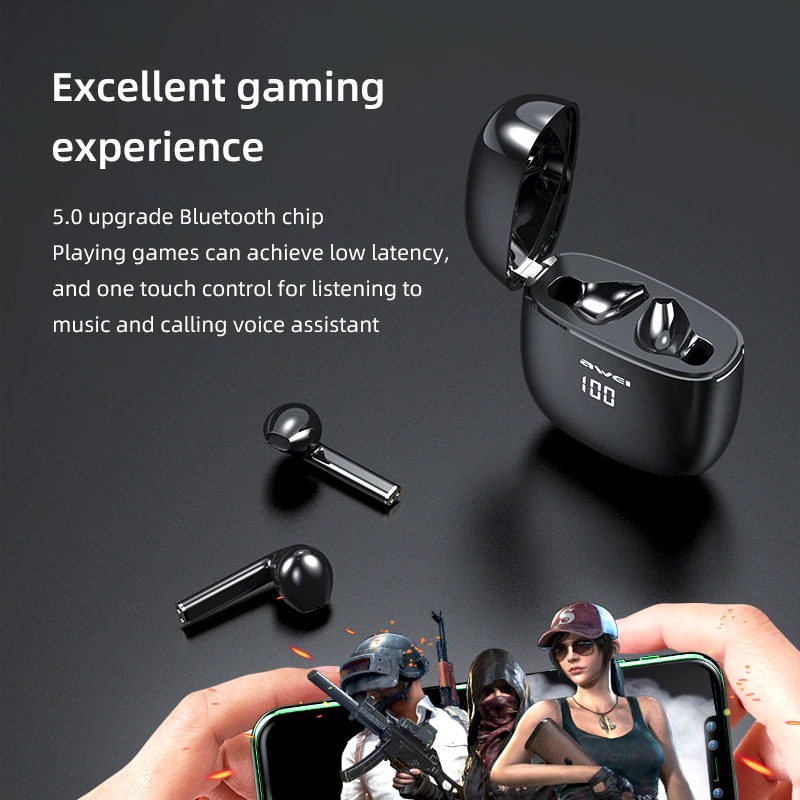 Excellent gaming
experience
5.0 upgrade Bluetooth chip
Playing games can achieve low latency,
and one touch control for listening to
music and calling voice assistant
awei
100
S